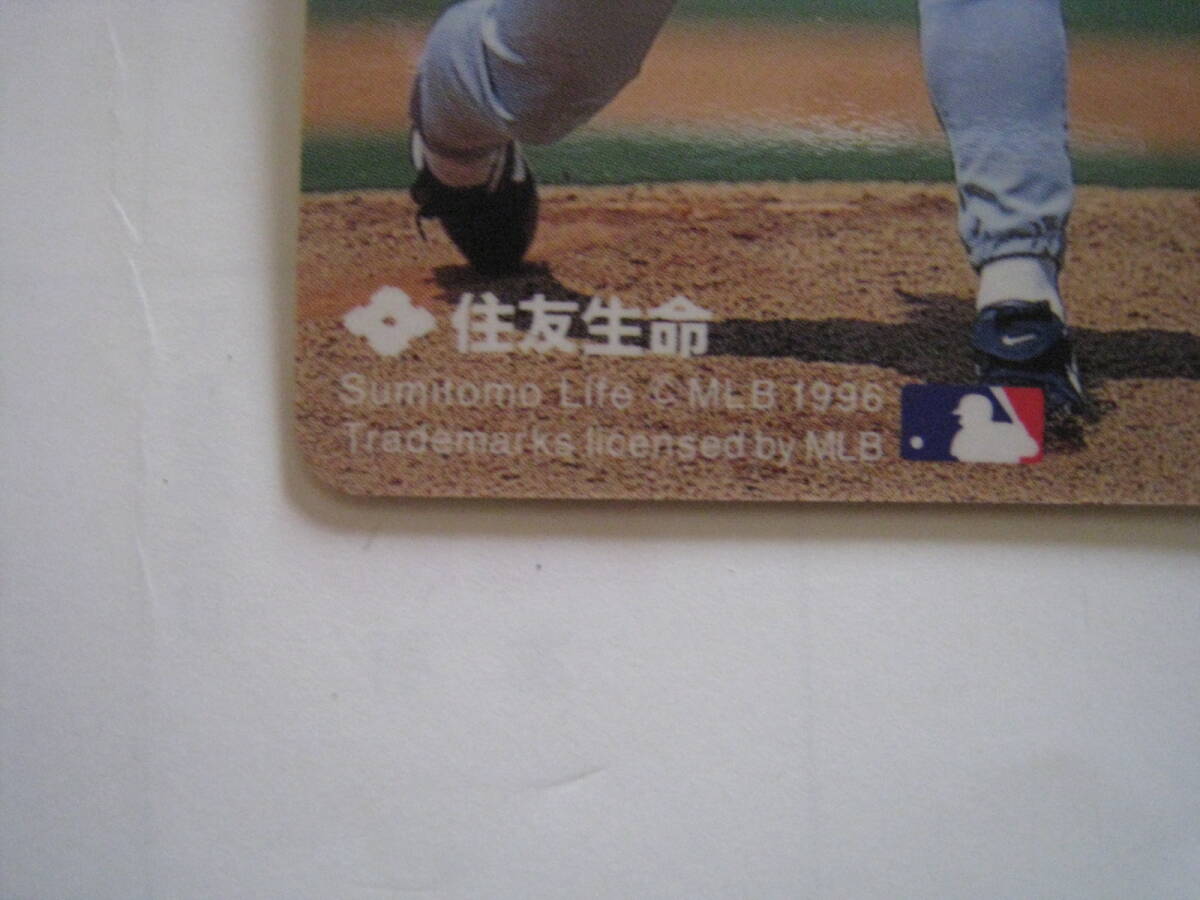 住友生命
Sumitomo Life © MLB 1996
Trademarks licensed by MLB